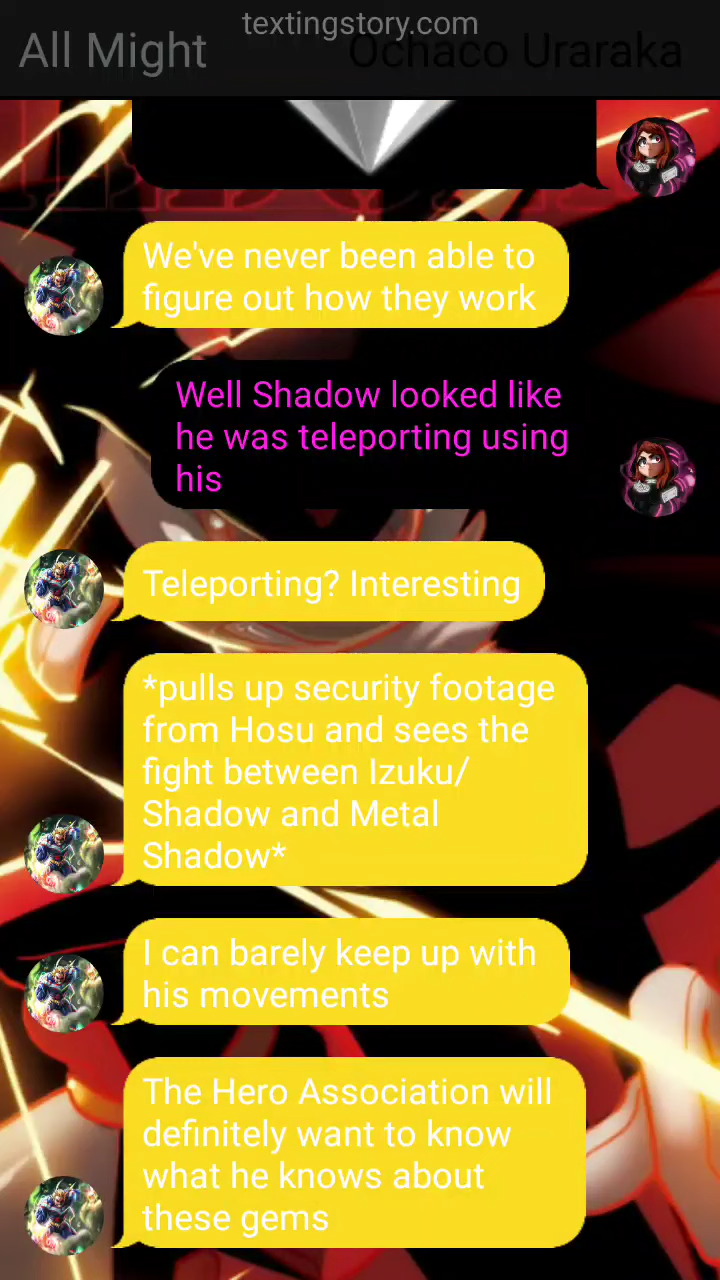 textingstory.com
All Might
Ochaco Uraraka
We've never been able to
figure out how they work
Well Shadow looked like
he was teleporting using
his
Teleporting? Interesting
*pulls up security footage
from Hosu and sees the
fight between Izuku/
Shadow and Metal
Shadow*
I can barely keep up with
his movements
The Hero Association will
definitely want to know
what he knows about
these gems